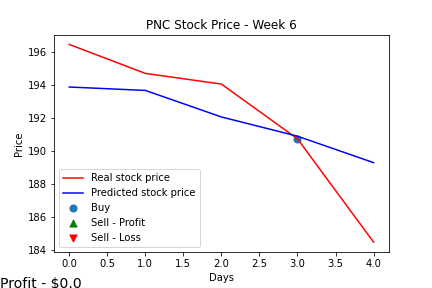 PNC Stock Price - Week 6
196
194
192
190
188
186
184
Price
Real stock price
Predicted stock price
Buy
Sell - Profit
Sell - Loss
0.0 0.5 1.0 1.5 2.0 2.5 3.0 3.5 4.0
Days
Profit - $0.0